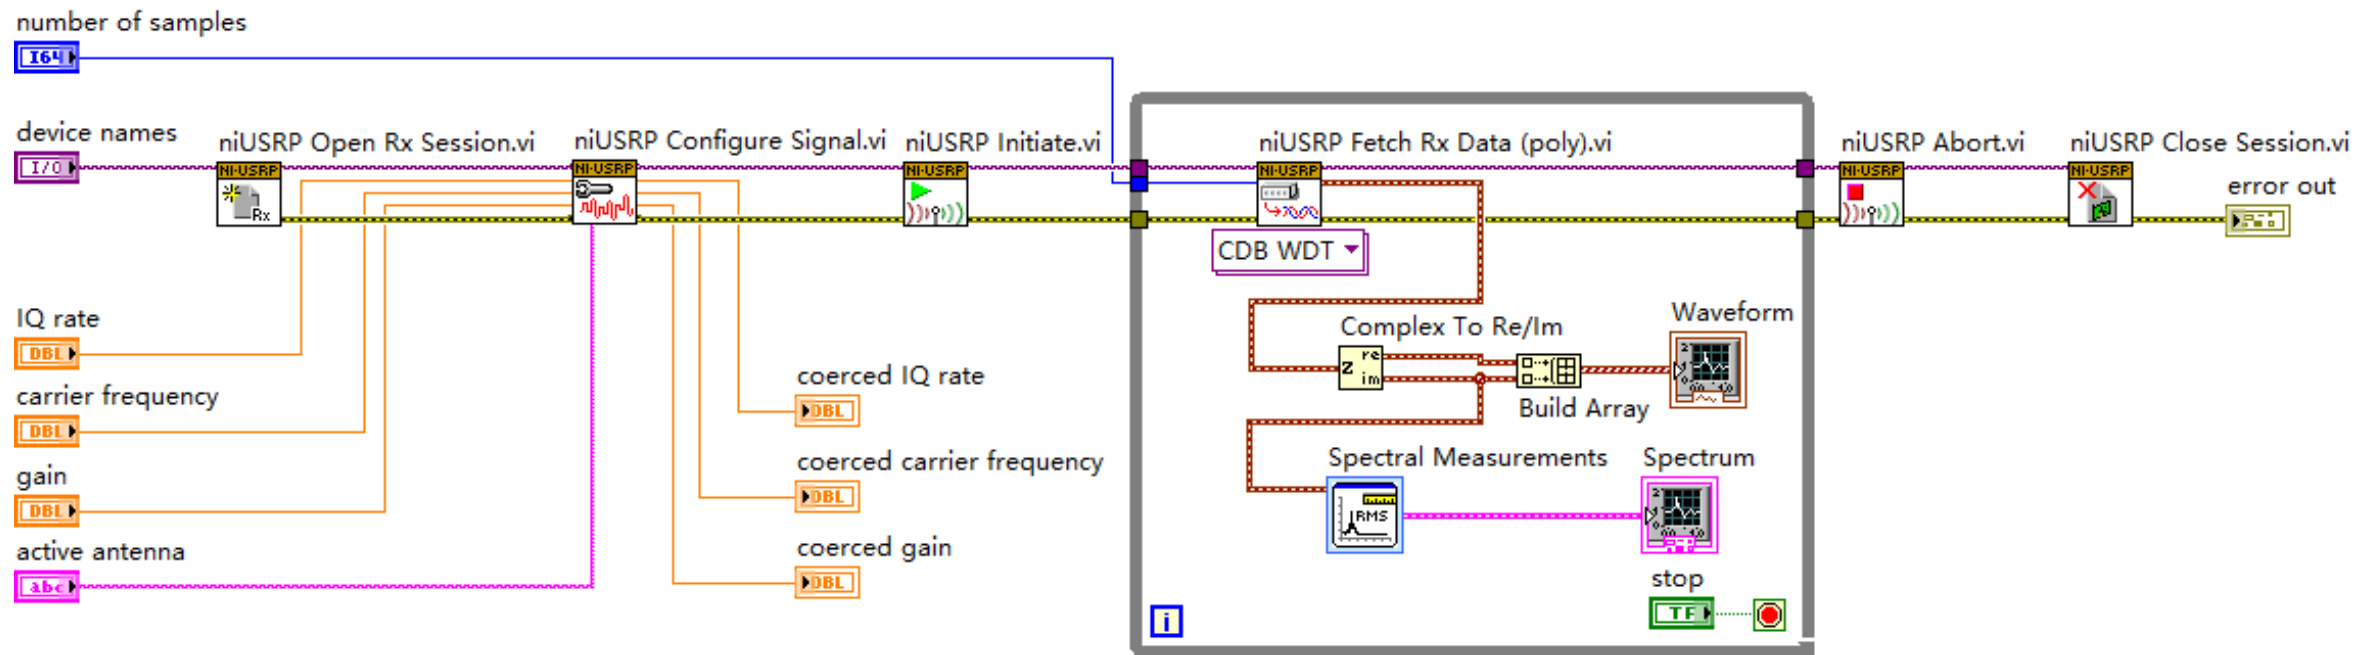 number of samples
I64
device names
I/O
niUSRP Open Rx Session.vi
NI-USRP
Rx
niUSRP Configure Signal.vi
NI-USRP
niUSRP Initiate.vi
NI-USRP
niUSRP Fetch Rx Data (poly).vi
NI-USRP
CDB WDT
niUSRP Abort.vi
NI-USRP
niUSRP Close Session.vi
NI-USRP
error out
IQ rate
DBL
carrier frequency
DBL
gain
DBL
active antenna
abc
coerced IQ rate
DBL
coerced carrier frequency
DBL
coerced gain
DBL
Complex To Re/Im
z
re
im
Build Array
Waveform
Spectral Measurements
RMS
Spectrum
stop
TF
i